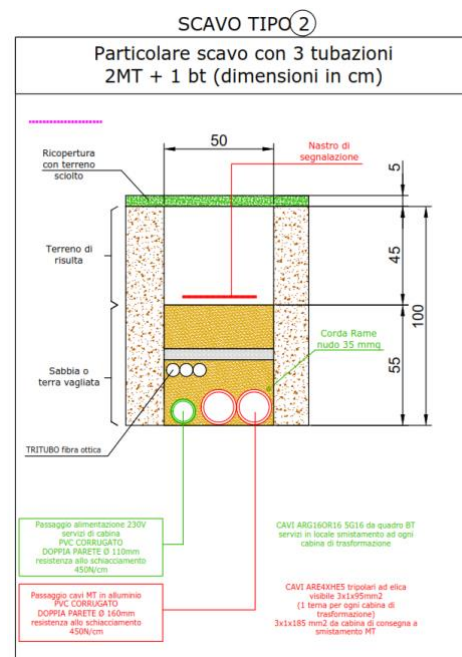 SCAVO TIPO 2
Particolare scavo con 3 tubazioni
2MT + 1 bt (dimensioni in cm)
50
Nastro di
segnalazione
Ricopertura
con terreno
sciolto
5
Terreno di
risulta
45
100
Corda Rame
nudo 35 mmq
55
Sabbia o
terra vagliata
TRITUBO fibra ottica
Passaggio alimentazione 230V
servizi di cabina
PVC CORRUGATO
DOPPIA PARETE Ø 110mm
resistenza allo schiacciamento
450N/cm
CAVI ARG16OR16 5G16 da quadro BT
servizi in locale smistamento ad ogni
cabina di trasformazione
Passaggio cavi MT in alluminio
PVC CORRUGATO
DOPPIA PARETE Ø 160mm
resistenza allo schiacciamento
450N/cm
CAVI ARE4XHE5 tripolari ad elica
visibile 3x1x95mm2
(1 terna per ogni cabina di
trasformazione)
3x1x185 mm2 da cabina di consegna a
smistamento MT